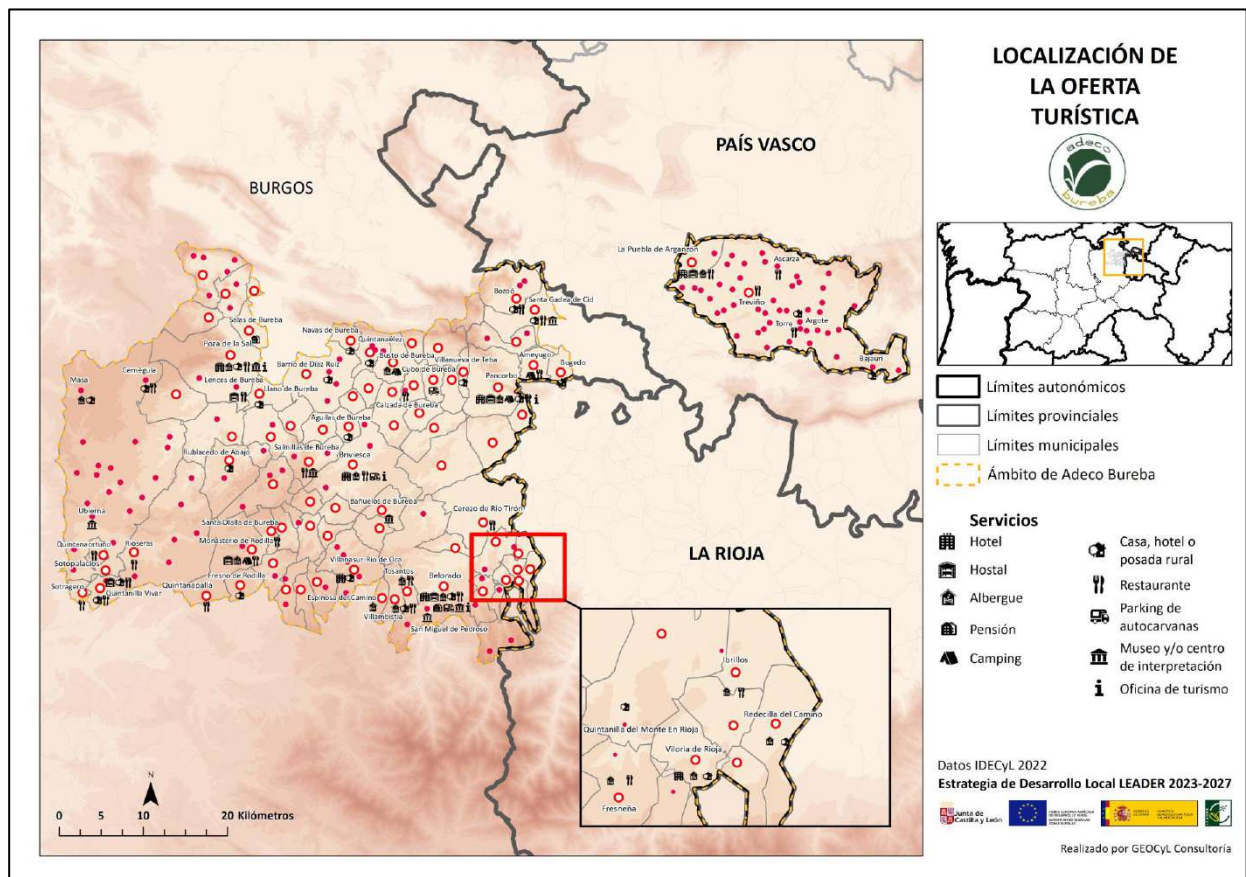 LOCALIZACIÓN DE
LA OFERTA
TURÍSTICA
adeco
bureba
BURGOS
PAÍS VASCO
LA RIOJA
La Puebla de Arganzón
Ascarza
Treviño
Torre
Argote
Bajauri
Bozoó
Santa Gadea de Cid
Salas de Bureba
Navas de Bureba
Quintanaélez
Poza de la Sal
Busto de Bureba
Villanueva de Teba
Ameyugo
Bugedo
Barrio de Díaz Ruiz
Cubo de Bureba
Masa
Cernégula
Lences de Bureba
Llano de Bureba
Pancorbo
Calzada de Bureba
Aguilar de Bureba
Salinillas de Bureba
Rublacedo de Abajo
Briviesca
Bañuelos de Bureba
Ubierna
Cerezo de Río Tirón
Santa Olalla de Bureba
Quintanaortuño
Rioseras
Monasterio de Rodilla
Sotopalacios
Villanasur Río de Oca
Tosantos
Belorado
Sotragero
Quintanilla Vivar
Quintanapalla
Fresno de Rodilla
Espinosa del Camino
Villambistia
San Miguel de Pedroso
Ibrillos
Redecilla del Camino
Quintanilla del Monte En Rioja
Viloria de Rioja
Fresneña
N
0 5 10 20 Kilómetros
Límites autonómicos
Límites provinciales
Límites municipales
Ámbito de Adeco Bureba
Servicios
Hotel
Hostal
Albergue
Pensión
Camping
Casa, hotel o
posada rural
Restaurante
Parking de
autocarvanas
Museo y/o centro
de interpretación
Oficina de turismo
Datos IDECyL 2022
Estrategia de Desarrollo Local LEADER 2023-2027
Junta de
Castilla y León
Realizado por GEOCyL Consultoría